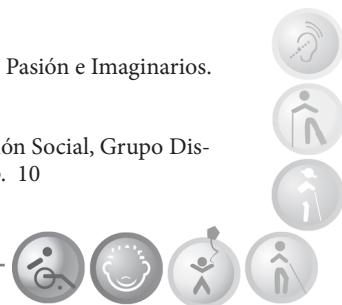 Pasión e Imaginarios.
ón Social, Grupo Dis-
. 10